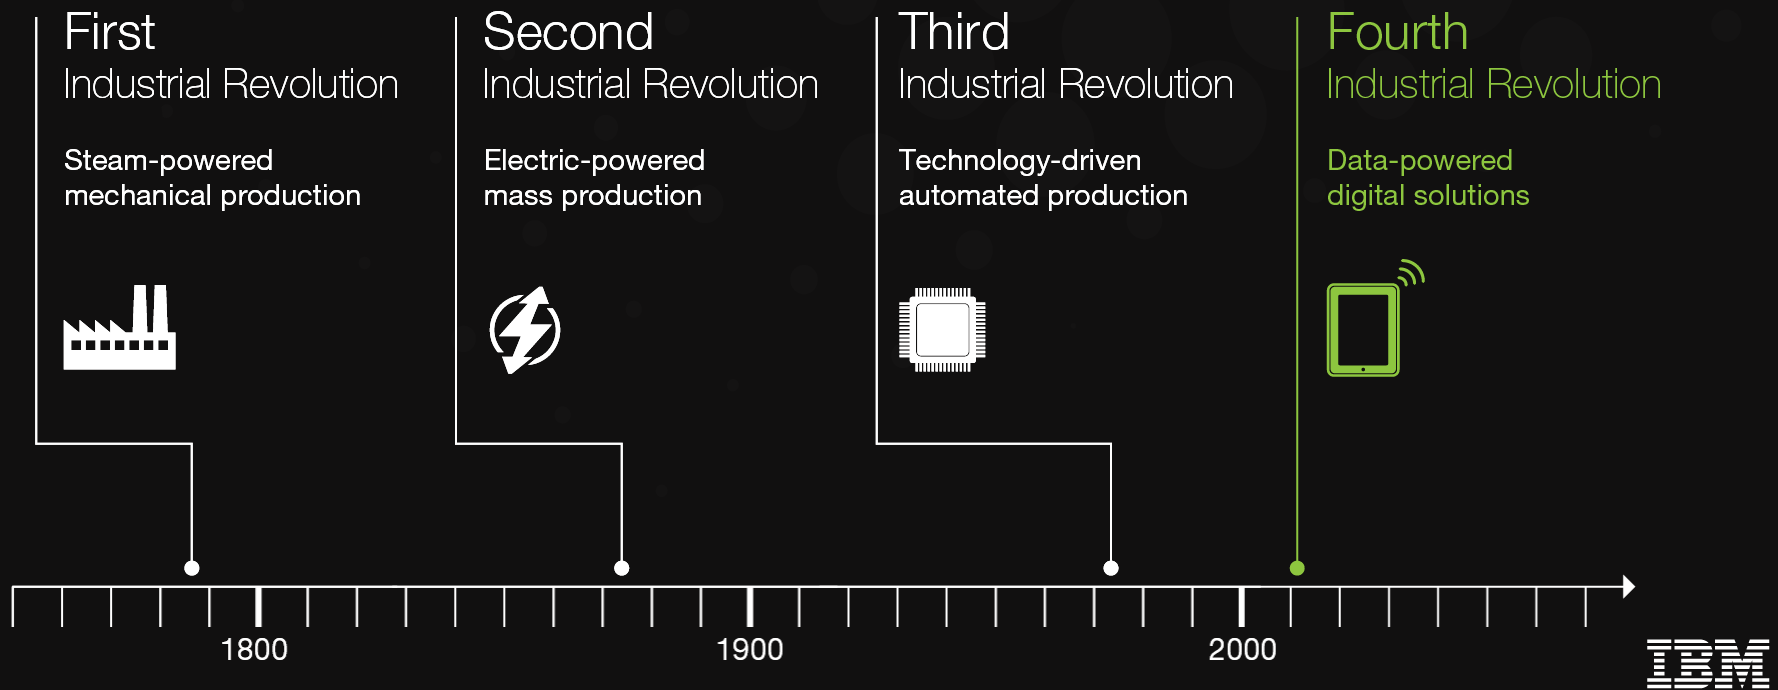 First
Industrial Revolution
Steam-powered
mechanical production
Second
Industrial Revolution
Electric-powered
mass production
Third
Industrial Revolution
Technology-driven
automated production
Fourth
Industrial Revolution
Data-powered
digital solutions
1800
1900
2000
IBM